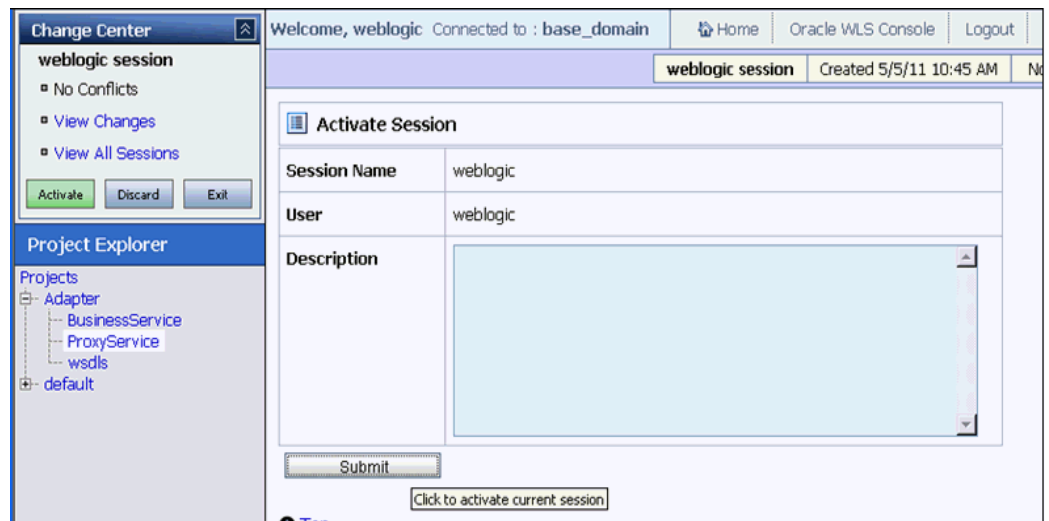 Change Center
weblogic session
No Conflicts
View Changes
View All Sessions
Activate Discard Exit
Project Explorer
Projects
Adapter
BusinessService
ProxyService
wsdls
default
Welcome, weblogic Connected to : base_domain Home Oracle WLS Console Logout
weblogic session Created 5/5/11 10:45 AM
Activate Session
Session Name weblogic
User weblogic
Description
Submit
Click to activate current session